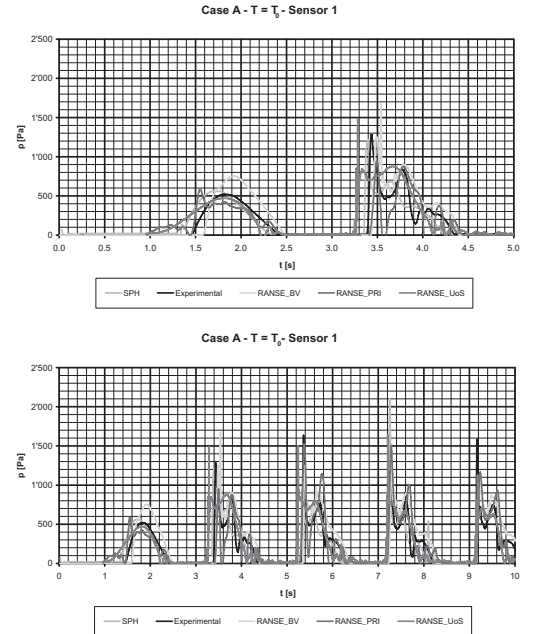 Case A - T = T0- Sensor 1
2'500
2'000
1'500
1'000
500
0
p [Pa]
0.0 0.5 1.0 1.5 2.0 2.5 3.0 3.5 4.0 4.5 5.0
t [s]
SPH Experimental RANSE_BV RANSE_PRI RANSE_UoS
Case A - T = T0- Sensor 1
2'500
2'000
1'500
1'000
500
0
p [Pa]
0 1 2 3 4 5 6 7 8 9 10
t [s]
SPH Experimental RANSE_BV RANSE_PRI RANSE_UoS